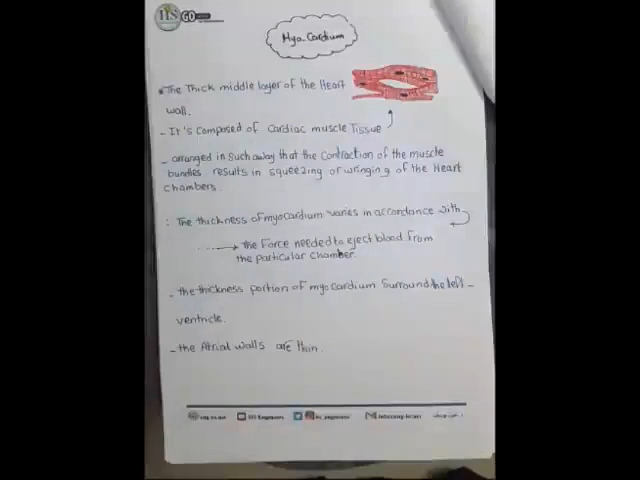 iTS GO
Myo-Cardium
The Thick middle layer of the Heart
wall.
- It's composed of Cardiac muscle Tissue
- arranged in such away that the Contraction of the muscle
bundles results in squeezing or wringing of the Heart
Chambers.
: The thickness of myocardium varies in accordance with
the Force needed to eject blood from
the particular chamber.
- the thickness portion of myocardium Surround the left -
ventricle.
- the Atrial walls are thin.